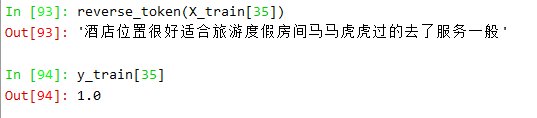 In [93]: reverse_token(X_train[35])
Out[93]: '酒店位置很好适合旅游度假房间马马虎虎过的去了服务一般'
In [94]: y_train[35]
Out[94]: 1.0